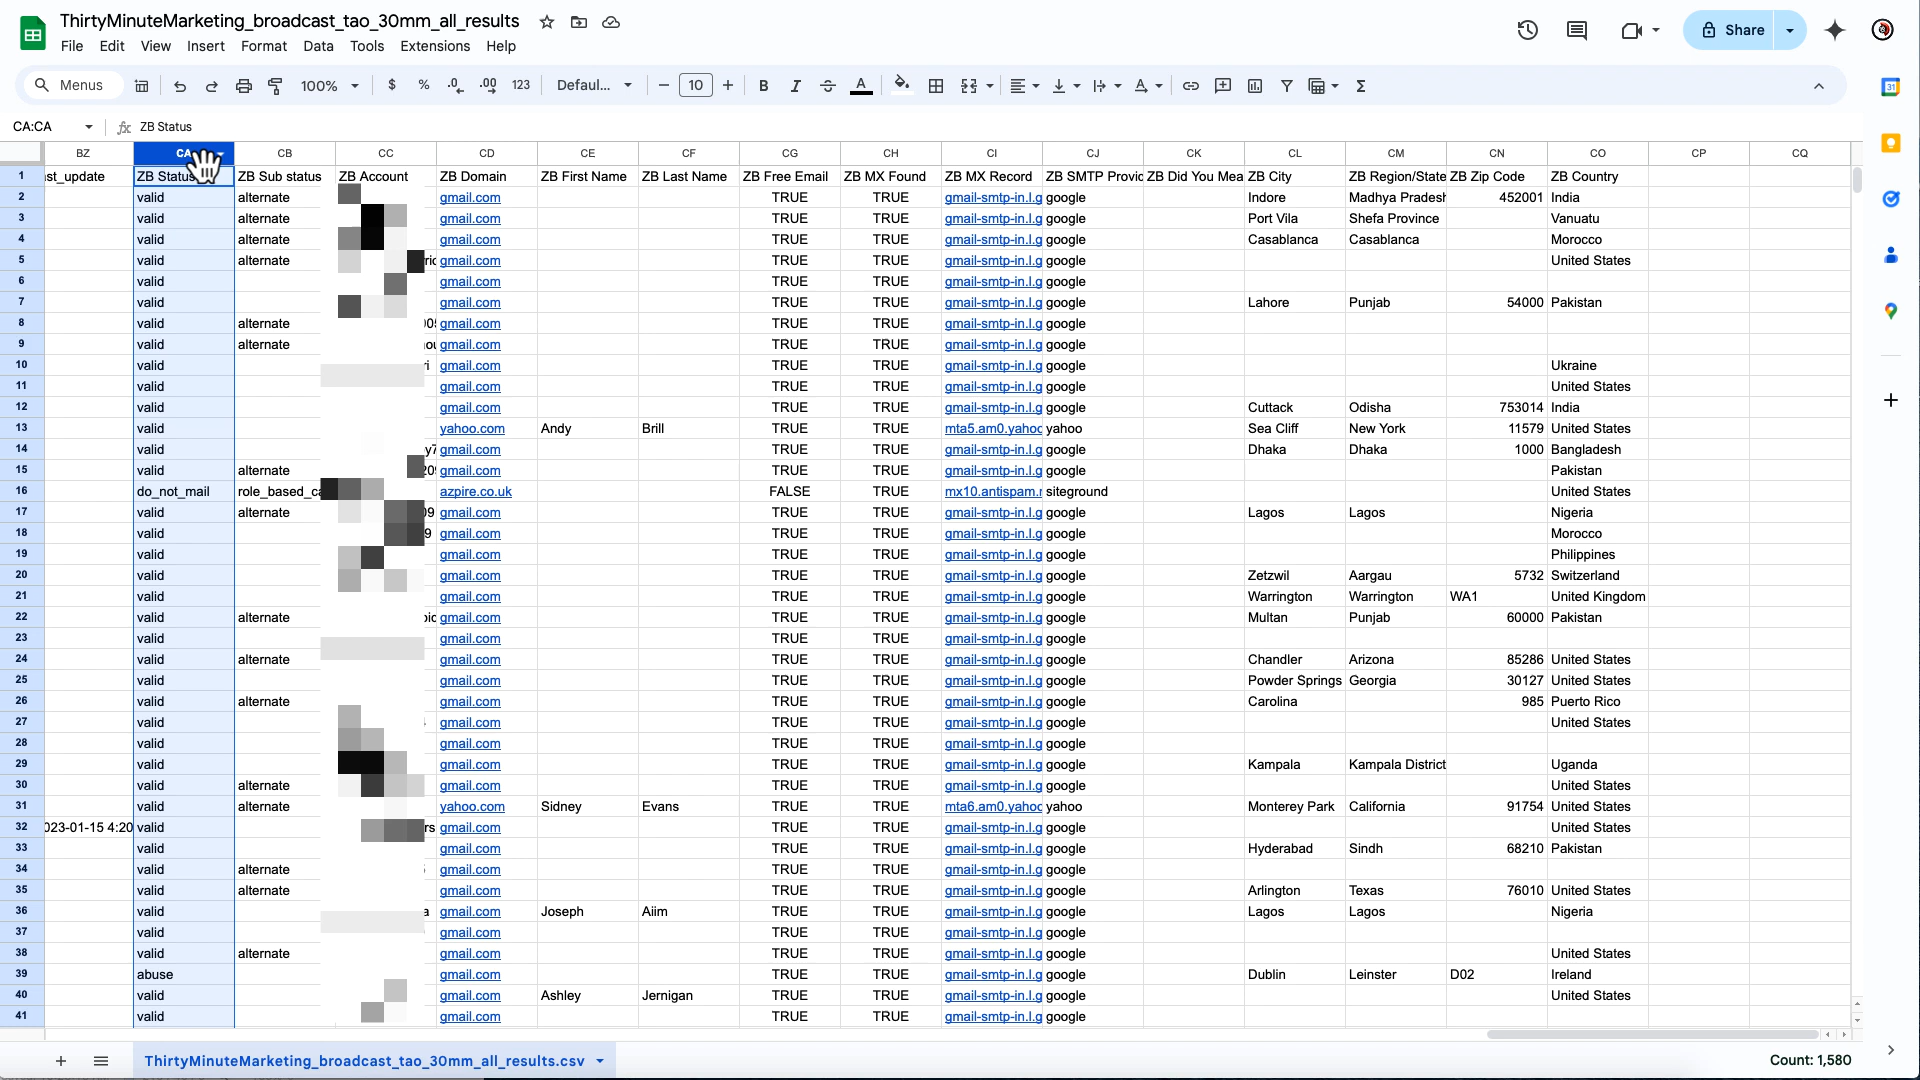 ThirtyMinuteMarketing_broadcast_tao_30mm_all_results
File Edit View Insert Format Data Tools Extensions Help
Share
Menus 100% $ % .0 .00 123 Defaul... 10 B I A
CA:CA fx ZB Status
BZ CA CB CC CD CE CF CG CH CI CJ CK CL CM CN CO CP CQ
1 st_update ZB Status ZB Sub status ZB Account ZB Domain ZB First Name ZB Last Name ZB Free Email ZB MX Found ZB MX Record ZB SMTP Provic ZB Did You Mea ZB City ZB Region/State ZB Zip Code ZB Country
2 valid alternate gmail.com TRUE TRUE gmail-smtp-in.l.g google Indore Madhya Pradesh 452001 India
3 valid alternate gmail.com TRUE TRUE gmail-smtp-in.l.g google Port Vila Shefa Province Vanuatu
4 valid alternate gmail.com TRUE TRUE gmail-smtp-in.l.g google Casablanca Casablanca Morocco
5 valid alternate gmail.com TRUE TRUE gmail-smtp-in.l.g google United States
6 valid gmail.com TRUE TRUE gmail-smtp-in.l.g google
7 valid gmail.com TRUE TRUE gmail-smtp-in.l.g google Lahore Punjab 54000 Pakistan
8 valid alternate gmail.com TRUE TRUE gmail-smtp-in.l.g google
9 valid alternate gmail.com TRUE TRUE gmail-smtp-in.l.g google
10 valid gmail.com TRUE TRUE gmail-smtp-in.l.g google Ukraine
11 valid gmail.com TRUE TRUE gmail-smtp-in.l.g google United States
12 valid gmail.com TRUE TRUE gmail-smtp-in.l.g google Cuttack Odisha 753014 India
13 valid yahoo.com Andy Brill TRUE TRUE mta5.am0.yahoo yahoo Sea Cliff New York 11579 United States
14 valid gmail.com TRUE TRUE gmail-smtp-in.l.g google Dhaka Dhaka 1000 Bangladesh
15 valid alternate gmail.com TRUE TRUE gmail-smtp-in.l.g google Pakistan
16 do_not_mail role_based_ca azpire.co.uk FALSE TRUE mx10.antispam.r siteground United States
17 valid alternate gmail.com TRUE TRUE gmail-smtp-in.l.g google Lagos Lagos Nigeria
18 valid gmail.com TRUE TRUE gmail-smtp-in.l.g google Morocco
19 valid gmail.com TRUE TRUE gmail-smtp-in.l.g google Philippines
20 valid gmail.com TRUE TRUE gmail-smtp-in.l.g google Zetzwil Aargau 5732 Switzerland
21 valid gmail.com TRUE TRUE gmail-smtp-in.l.g google Warrington Warrington WA1 United Kingdom
22 valid alternate gmail.com TRUE TRUE gmail-smtp-in.l.g google Multan Punjab 60000 Pakistan
23 valid gmail.com TRUE TRUE gmail-smtp-in.l.g google
24 valid alternate gmail.com TRUE TRUE gmail-smtp-in.l.g google Chandler Arizona 85286 United States
25 valid gmail.com TRUE TRUE gmail-smtp-in.l.g google Powder Springs Georgia 30127 United States
26 valid alternate gmail.com TRUE TRUE gmail-smtp-in.l.g google Carolina 985 Puerto Rico
27 valid gmail.com TRUE TRUE gmail-smtp-in.l.g google United States
28 valid gmail.com TRUE TRUE gmail-smtp-in.l.g google
29 valid gmail.com TRUE TRUE gmail-smtp-in.l.g google Kampala Kampala District Uganda
30 valid alternate gmail.com TRUE TRUE gmail-smtp-in.l.g google United States
31 valid alternate yahoo.com Sidney Evans TRUE TRUE mta6.am0.yahoo yahoo Monterey Park California 91754 United States
32 023-01-15 4:20 valid gmail.com TRUE TRUE gmail-smtp-in.l.g google United States
33 valid gmail.com TRUE TRUE gmail-smtp-in.l.g google Hyderabad Sindh 68210 Pakistan
34 valid alternate gmail.com TRUE TRUE gmail-smtp-in.l.g google
35 valid alternate gmail.com TRUE TRUE gmail-smtp-in.l.g google Arlington Texas 76010 United States
36 valid gmail.com Joseph Aiim TRUE TRUE gmail-smtp-in.l.g google Lagos Lagos Nigeria
37 valid gmail.com TRUE TRUE gmail-smtp-in.l.g google
38 valid alternate gmail.com TRUE TRUE gmail-smtp-in.l.g google United States
39 abuse gmail.com TRUE TRUE gmail-smtp-in.l.g google Dublin Leinster D02 Ireland
40 valid gmail.com Ashley Jernigan TRUE TRUE gmail-smtp-in.l.g google United States
41 valid gmail.com TRUE TRUE gmail-smtp-in.l.g google
ThirtyMinuteMarketing_broadcast_tao_30mm_all_results.csv Count: 1,580